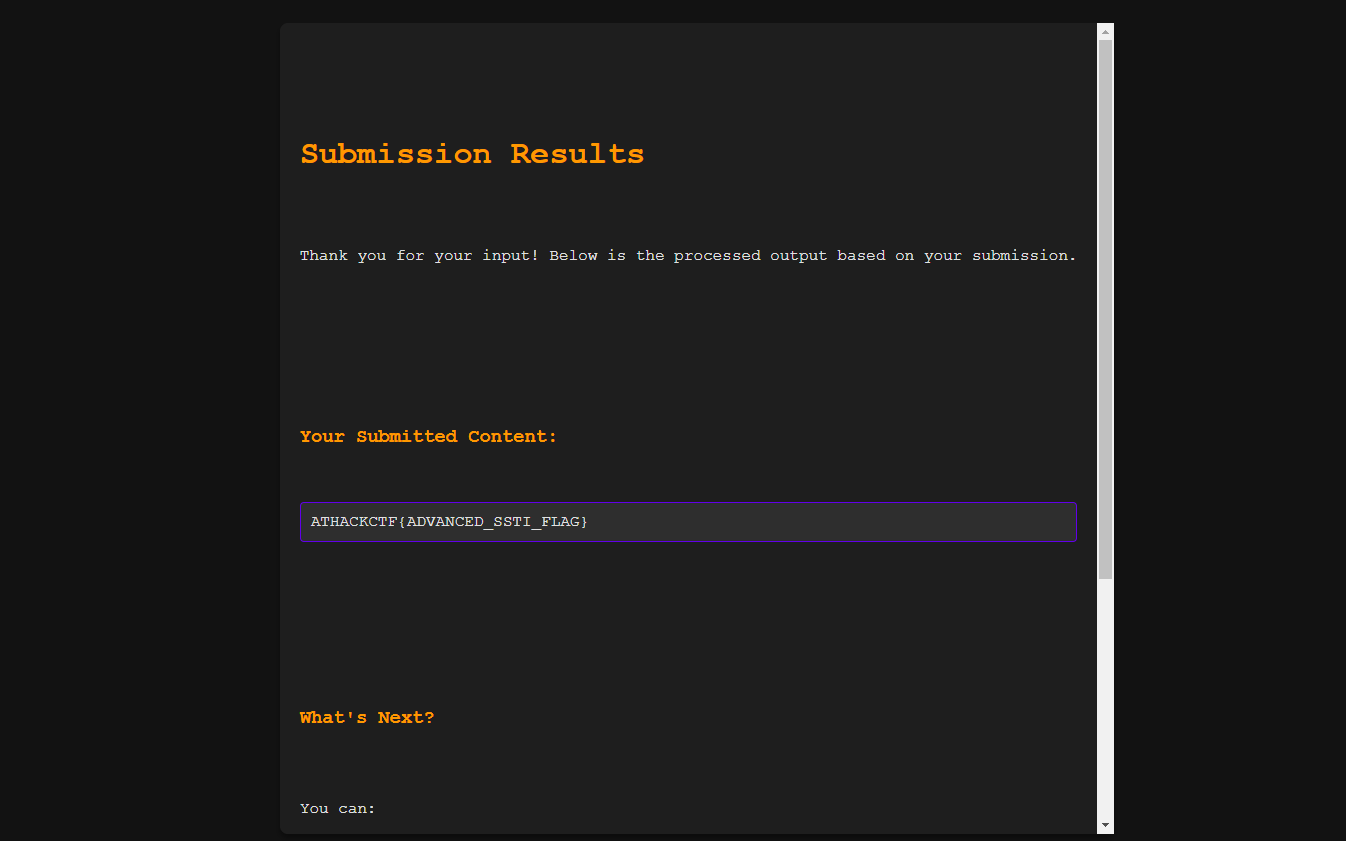 Submission Results
Thank you for your input! Below is the processed output based on your submission.
Your Submitted Content:
ATHACKCTF{ADVANCED_SSTI_FLAG}
What's Next?
You can: